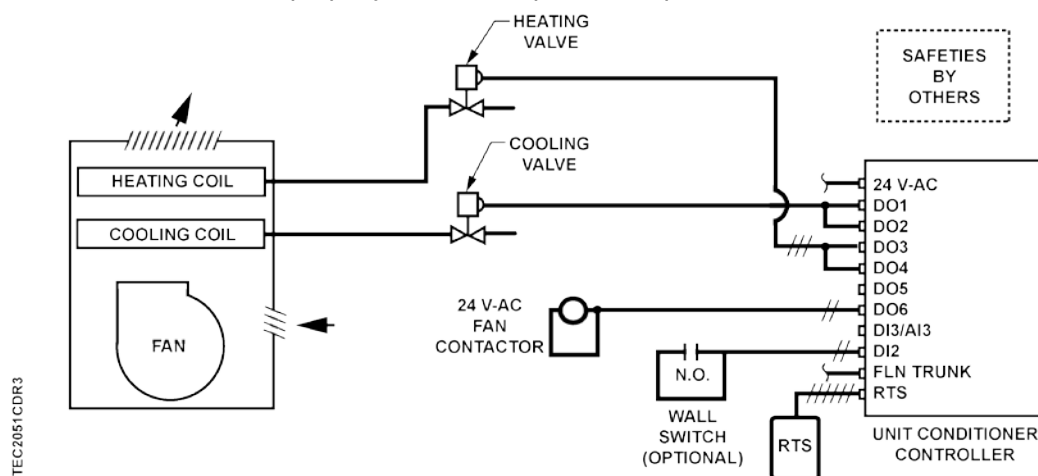 HEATING
VALVE
SAFETIES
BY
OTHERS
COOLING
VALVE
HEATING COIL
COOLING COIL
FAN
24 V-AC
FAN
CONTACTOR
N.O.
WALL
SWITCH
(OPTIONAL)
RTS
24 V-AC
DO1
DO2
DO3
DO4
DO5
DO6
DI3/AI3
DI2
FLN TRUNK
RTS
UNIT CONDITIONER
CONTROLLER
TEC2051CDR3